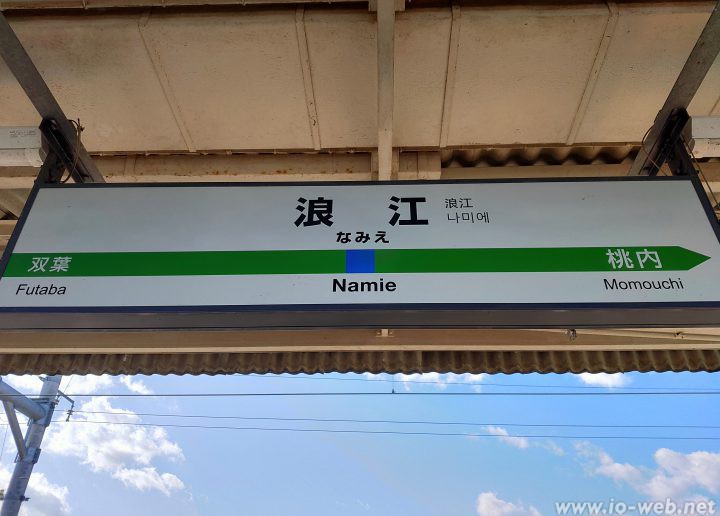 浪江
浪江
나미에
なみえ
双葉
桃内
Futaba
Namie
Momouchi
www.io-web.net